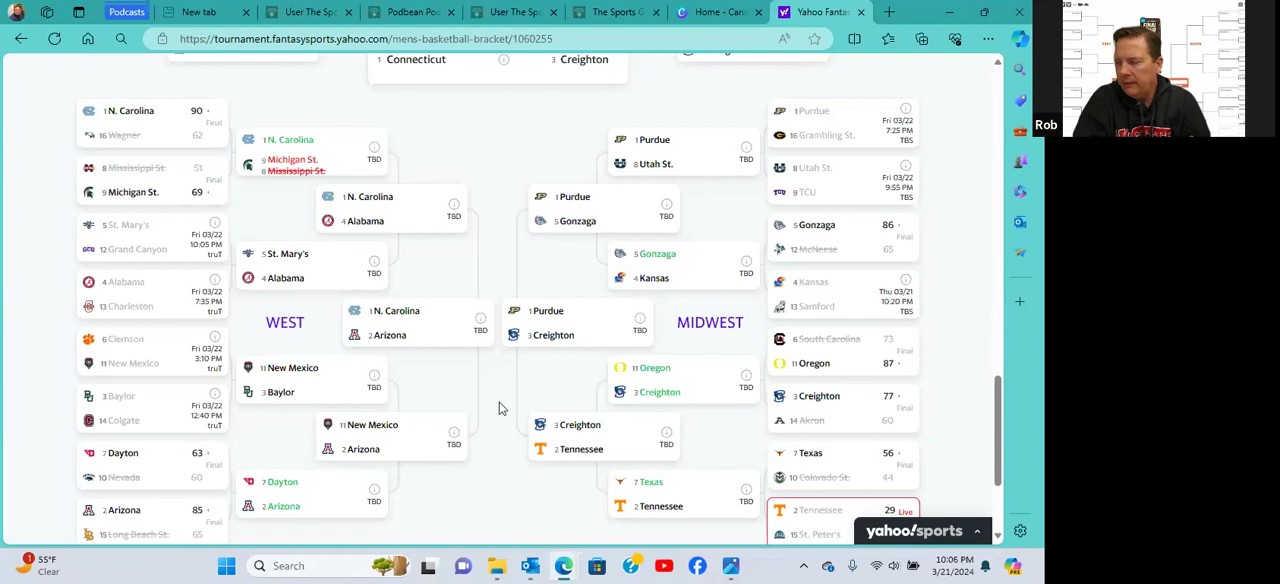 Podcasts
New tab
User The Spo
Podbean Poo
User The Spo
The Sports G
Home - Can
Yahoo Fantas
https://tournament.fantasysports.yahoo.com/mens-basketball-bracket/1060255
Rob
1 Connecticut
3 Creighton
1 N. Carolina 90
Final
16 Wagner 62
8 Mississippi St. 51
Final
9 Michigan St. 69
5 St. Mary's
12 Grand Canyon
Fri 03/22
10:05 PM
truT
4 Alabama
13 Charleston
Fri 03/22
7:35 PM
truT
6 Clemson
11 New Mexico
Fri 03/22
3:10 PM
truT
3 Baylor
14 Colgate
Fri 03/22
12:40 PM
truT
7 Dayton 63
Final
10 Nevada 60
2 Arizona 85
Final
15 Long Beach St. 65
1 N. Carolina
9 Michigan St.
8 Mississippi St.
TBD
5 St. Mary's
4 Alabama
TBD
11 New Mexico
3 Baylor
TBD
7 Dayton
2 Arizona
TBD
1 N. Carolina
4 Alabama
TBD
11 New Mexico
2 Arizona
TBD
WEST
1 N. Carolina
2 Arizona
TBD
1 Purdue
3 Creighton
TBD
MIDWEST
1 Purdue
5 Gonzaga
TBD
3 Creighton
2 Tennessee
TBD
1 Purdue
8 Utah St.
TBD
5 Gonzaga
4 Kansas
TBD
11 Oregon
3 Creighton
TBD
7 Texas
2 Tennessee
TBD
1 Purdue
16 Grambling St.
Fri 03/22
7:25 PM
TBS
8 Utah St.
9 TCU
Fri 03/22
9:55 PM
TBS
5 Gonzaga 86
Final
12 McNeese 65
4 Kansas
13 Samford
Thu 03/21
10:20 PM
TBS
6 South Carolina 73
Final
11 Oregon 87
3 Creighton 77
Final
14 Akron 60
7 Texas 56
Final
10 Colorado St. 44
2 Tennessee 29 Live
15 St. Peter's
yahoo!sports
1
55°F
Clear
Search
10:06 PM
3/21/2024
PRE